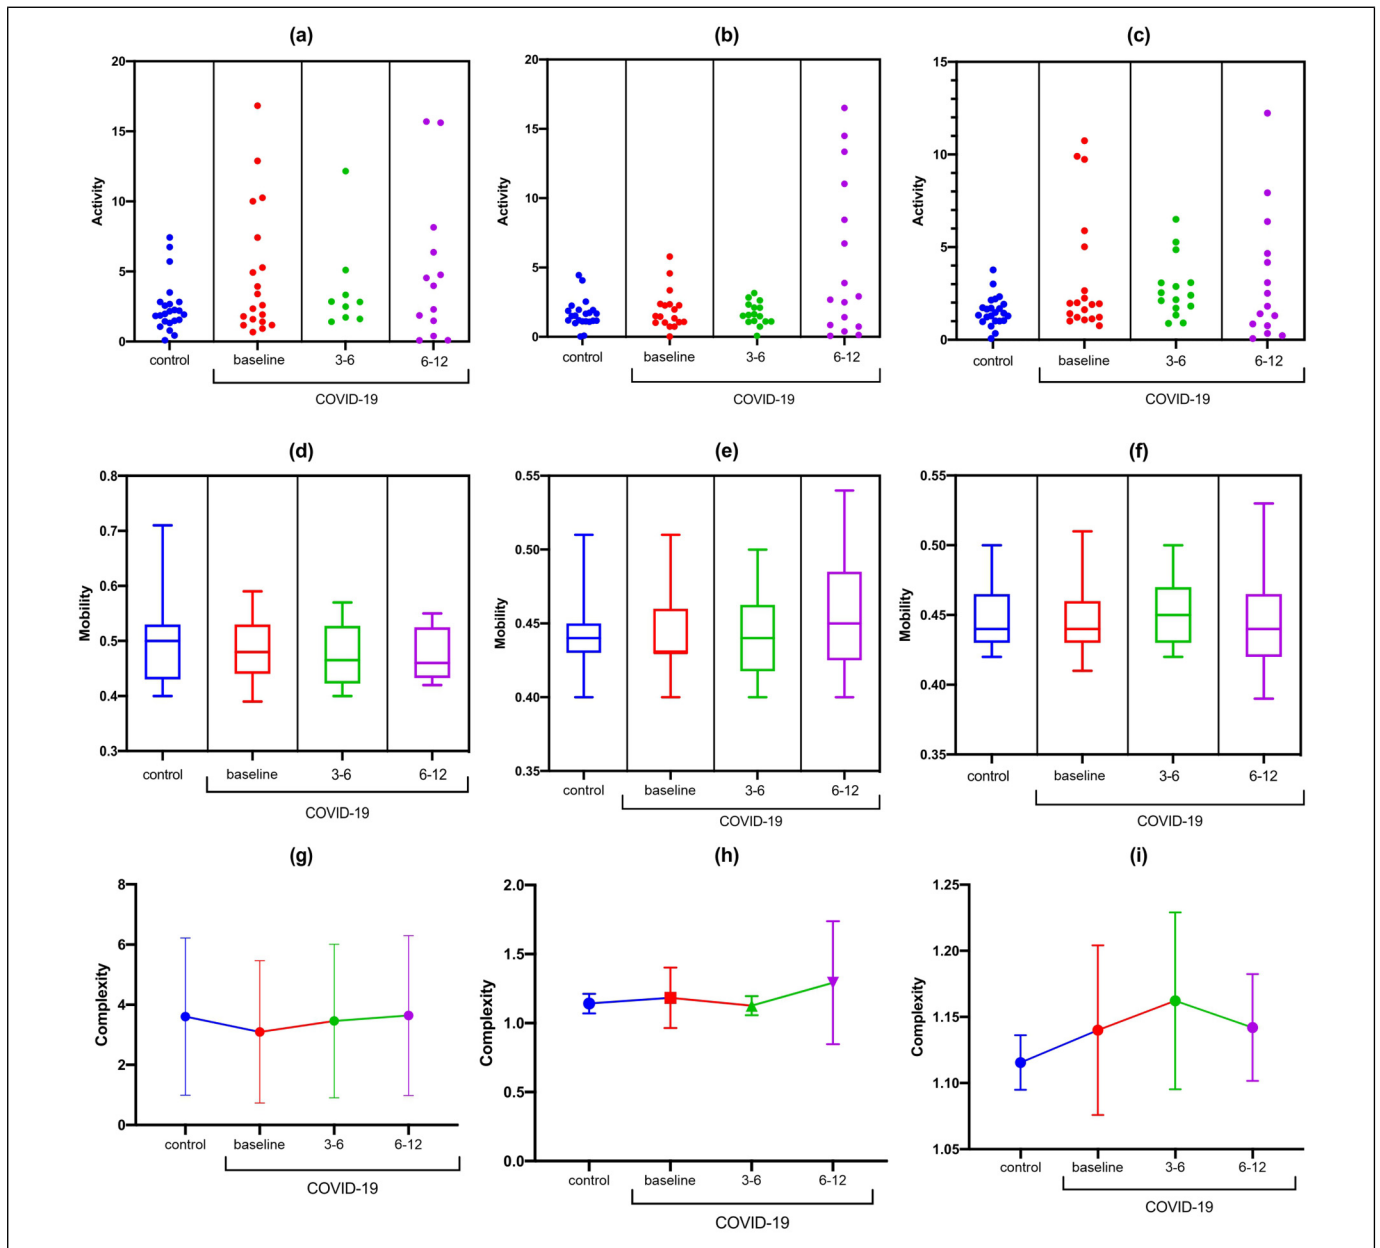 (a)
20
15
10
5
0
Activity
control
baseline
3-6
6-12
COVID-19
(b)
20
15
10
5
0
Activity
control
baseline
3-6
6-12
COVID-19
(c)
15
10
5
0
Activity
control
baseline
3-6
6-12
COVID-19
(d)
0.8
0.7
0.6
0.5
0.4
0.3
Mobility
control
baseline
3-6
6-12
COVID-19
(e)
0.55
0.50
0.45
0.40
0.35
Mobility
control
baseline
3-6
6-12
COVID-19
(f)
0.55
0.50
0.45
0.40
0.35
Mobility
control
baseline
3-6
6-12
COVID-19
(g)
8
6
4
2
0
Complexity
control
baseline
3-6
6-12
COVID-19
(h)
2.0
1.5
1.0
0.5
0.0
Complexity
control
baseline
3-6
6-12
COVID-19
(i)
1.25
1.20
1.15
1.10
1.05
Complexity
control
baseline
3-6
6-12
COVID-19